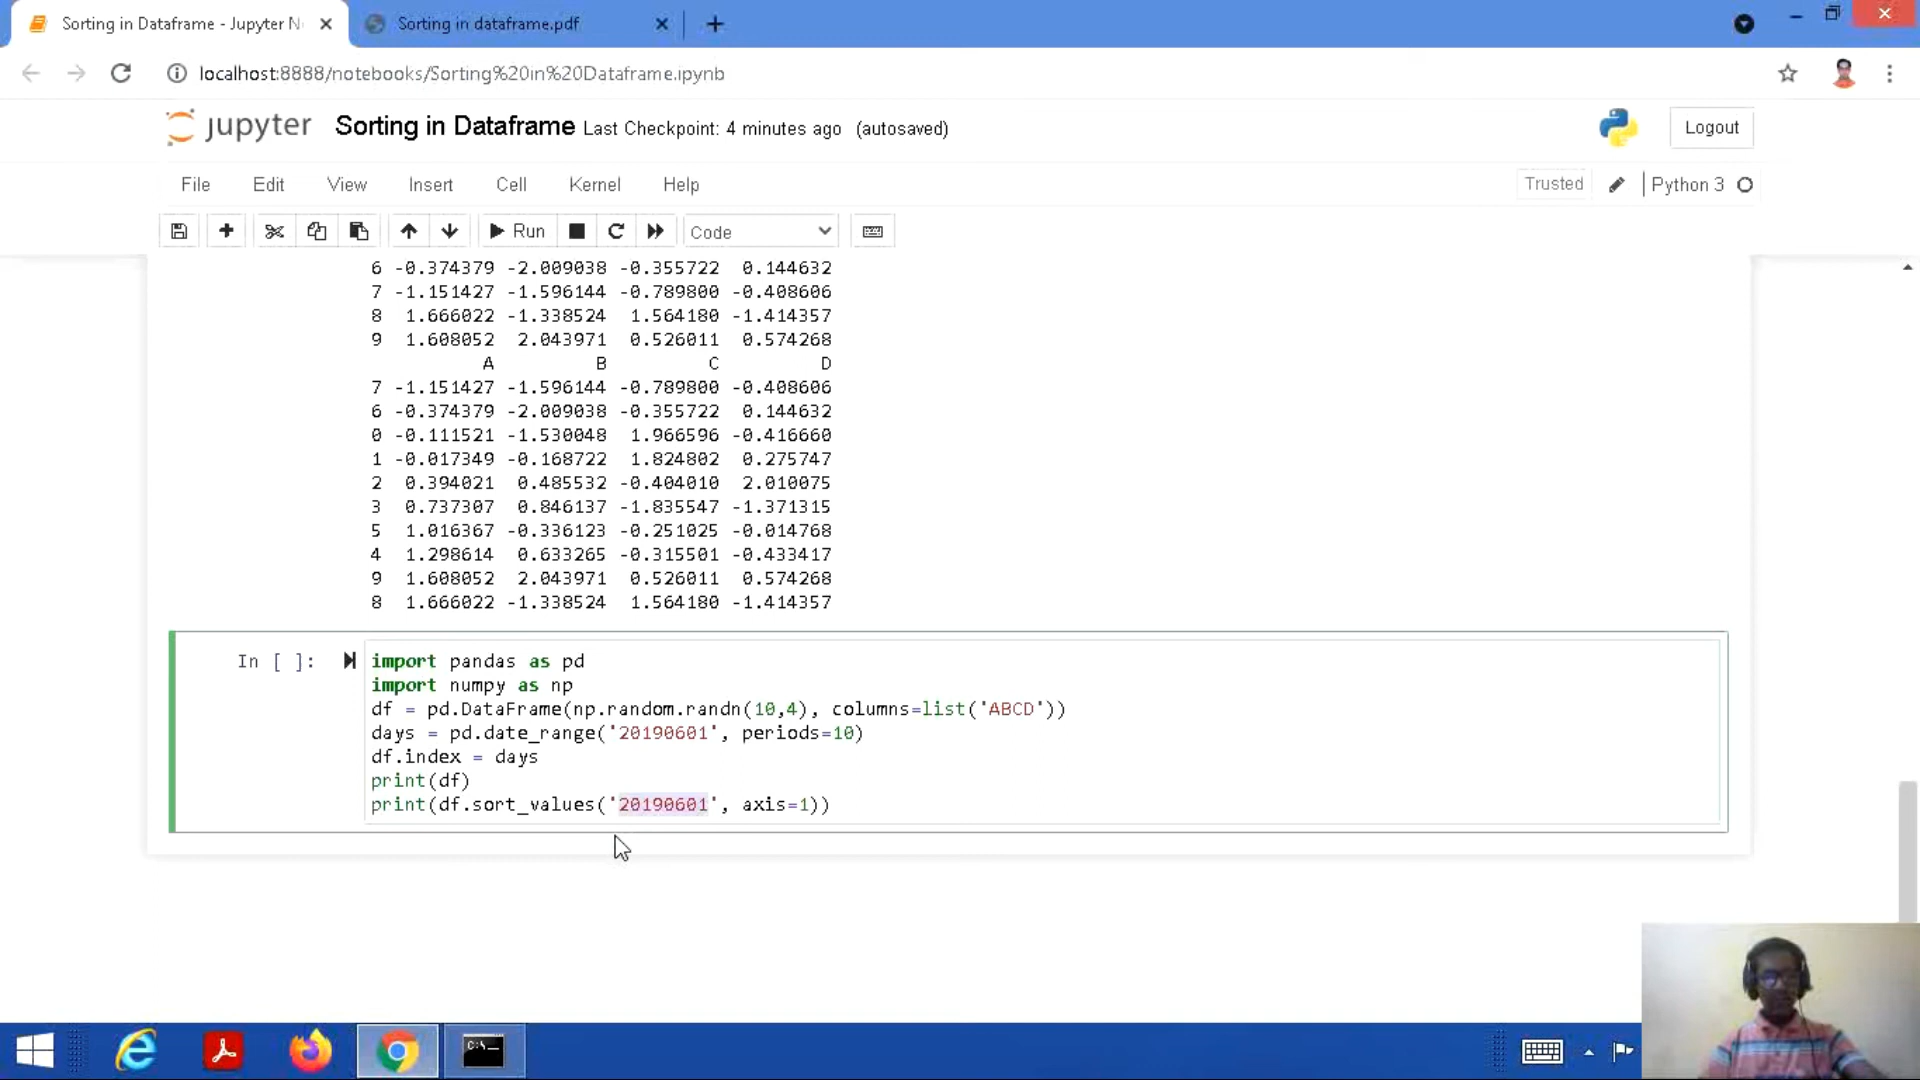 Sorting in Dataframe - Jupyter N
Sorting in dataframe.pdf
localhost:8888/notebooks/Sorting%20in%20Dataframe.ipynb
jupyter Sorting in Dataframe Last Checkpoint: 4 minutes ago (autosaved)
Logout
File Edit View Insert Cell Kernel Help
Trusted Python 3
Run Code
6 -0.374379 -2.009038 -0.355722 0.144632
7 -1.151427 -1.596144 -0.789800 -0.408606
8 1.666022 -1.338524 1.564180 -1.414357
9 1.608052 2.043971 0.526011 0.574268
A B C D
7 -1.151427 -1.596144 -0.789800 -0.408606
6 -0.374379 -2.009038 -0.355722 0.144632
0 -0.111521 -1.530048 1.966596 -0.416660
1 -0.017349 -0.168722 1.824802 0.275747
2 0.394021 0.485532 -0.404010 2.010075
3 0.737307 0.846137 -1.835547 -1.371315
5 1.016367 -0.336123 -0.251025 -0.014768
4 1.298614 0.633265 -0.315501 -0.433417
9 1.608052 2.043971 0.526011 0.574268
8 1.666022 -1.338524 1.564180 -1.414357
In [ ]:
import pandas as pd
import numpy as np
df = pd.DataFrame(np.random.randn(10,4), columns=list('ABCD'))
days = pd.date_range('20190601', periods=10)
df.index = days
print(df)
print(df.sort_values('20190601', axis=1))
C:\